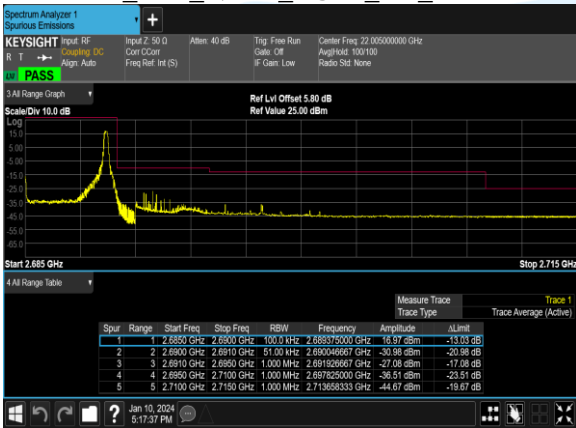 Spectrum Analyzer 1
Spurious Emissions
+
KEYSIGHT Input: RF Input Z: 50 Ω Atten: 40 dB Trig: Free Run Center Freq: 22.005000000 GHz
R T Coupling: DC Corr CCorr Gate: Off Avg|Hold: 100/100
Align: Auto Freq Ref: Int (S) IF Gain: Low Radio Std: None
PASS
3 All Range Graph
Ref Lvl Offset 5.80 dB
Scale/Div 10.0 dB Ref Value 25.00 dBm
Log
15.0
5.00
-5.00
-15.0
-25.0
-35.0
-45.0
-55.0
-65.0
Start 2.685 GHz Stop 2.715 GHz
4 All Range Table
Measure Trace Trace 1
Trace Type Trace Average (Active)
Spur Range Start Freq Stop Freq RBW Frequency Amplitude ΔLimit
1 1 2.6850 GHz 2.6900 GHz 100.0 kHz 2.689375000 GHz 16.97 dBm -13.03 dB
2 2 2.6900 GHz 2.6910 GHz 51.00 kHz 2.690046667 GHz -30.98 dBm -20.98 dB
3 3 2.6910 GHz 2.6950 GHz 1.000 MHz 2.691926667 GHz -27.08 dBm -17.08 dB
4 4 2.6950 GHz 2.7100 GHz 1.000 MHz 2.697825000 GHz -36.51 dBm -23.51 dB
5 5 2.7100 GHz 2.7150 GHz 1.000 MHz 2.713658333 GHz -44.67 dBm -19.67 dB
?
Jan 10, 2024
5:17:37 PM